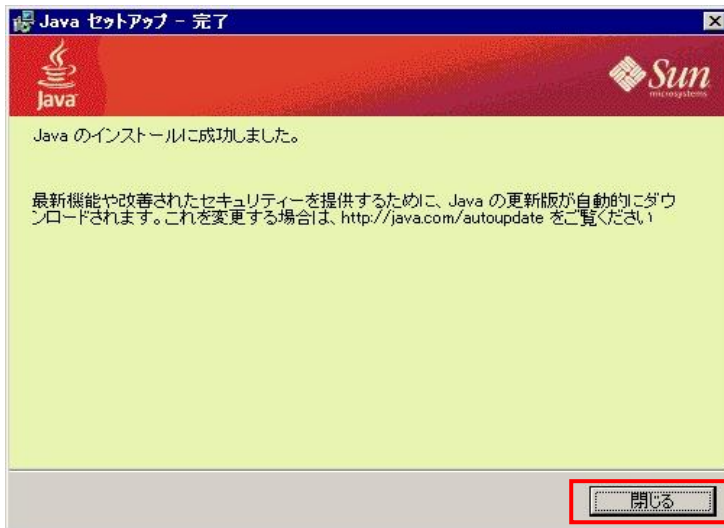 Java セットアップ - 完了
Java
Sun
microsystems
Java のインストールに成功しました。
最新機能や改善されたセキュリティーを提供するために、Java の更新版が自動的にダウ
ンロードされます。これを変更する場合は、http://java.com/autoupdate をご覧ください
閉じる